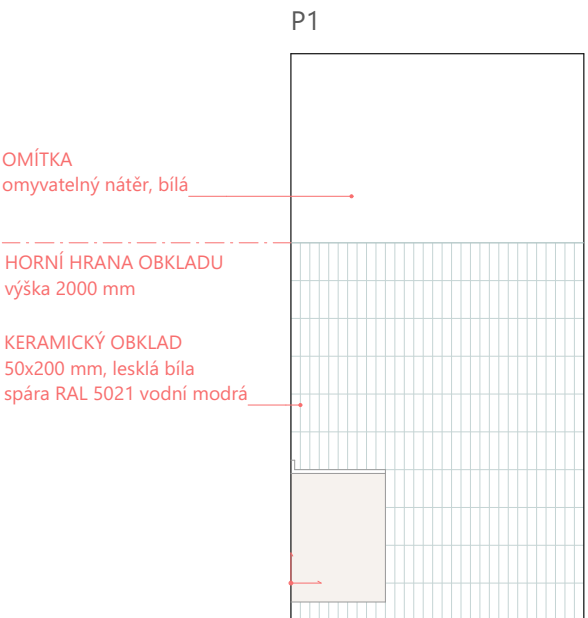 P1
OMÍTKA
omyvatelný nátěr, bílá
HORNÍ HRANA OBKLADU
výška 2000 mm
KERAMICKÝ OBKLAD
50x200 mm, lesklá bíla
spára RAL 5021 vodní modrá